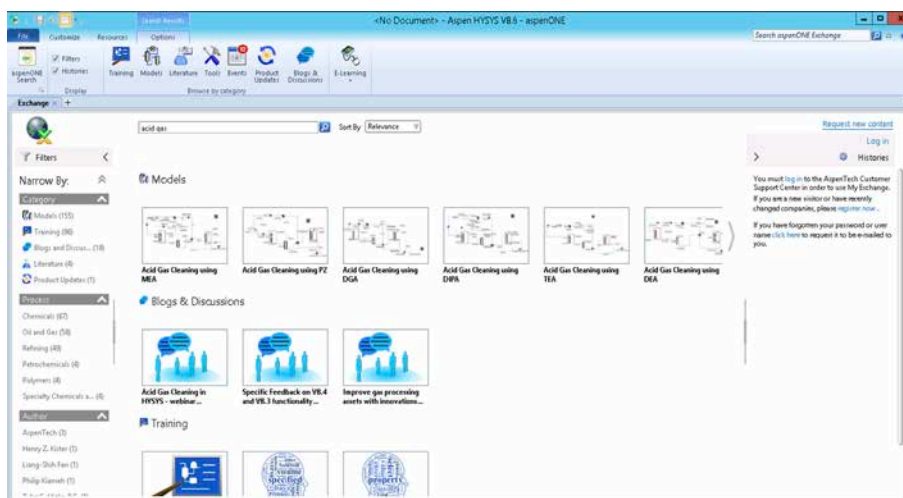 Search Results
<No Document> - Aspen HYSYS V8.6 - aspenONE
File
Customize
Resources
Options
Search aspenONE Exchange
aspenONE Search
Filters
Histories
Display
Training
Models
Literature
Tools
Events
Product Updates
Blogs & Discussions
E-Learning
Browse by category
Exchange
acid gas
Sort By
Relevance
Request new content
Log in
Filters
Histories
Narrow By:
Category
Models (155)
Training (96)
Blogs and Discus... (18)
Literature (4)
Product Updates (1)
Process
Chemicals (67)
Oil and Gas (58)
Refining (49)
Petrochemicals (4)
Polymers (4)
Specialty Chemicals a... (4)
Author
AspenTech (3)
Henry Z. Kister (1)
Liang-Shih Fan (1)
Models
Acid Gas Cleaning using MEA
Acid Gas Cleaning using PZ
Acid Gas Cleaning using DGA
Acid Gas Cleaning using DIPA
Acid Gas Cleaning using TEA
Acid Gas Cleaning using DEA
Blogs & Discussions
Acid Gas Cleaning in HYSYS - webinar...
Specific Feedback on V8.4 and V8.3 functionality...
Improve gas processing assets with innovations...
Training
specified
property
You must log in to the AspenTech Customer
Support Center in order to use My Exchange.
If you are a new visitor or have recently
changed companies, please register now.
If you have forgotten your password or user
name click here to request it to be e-mailed to
you.